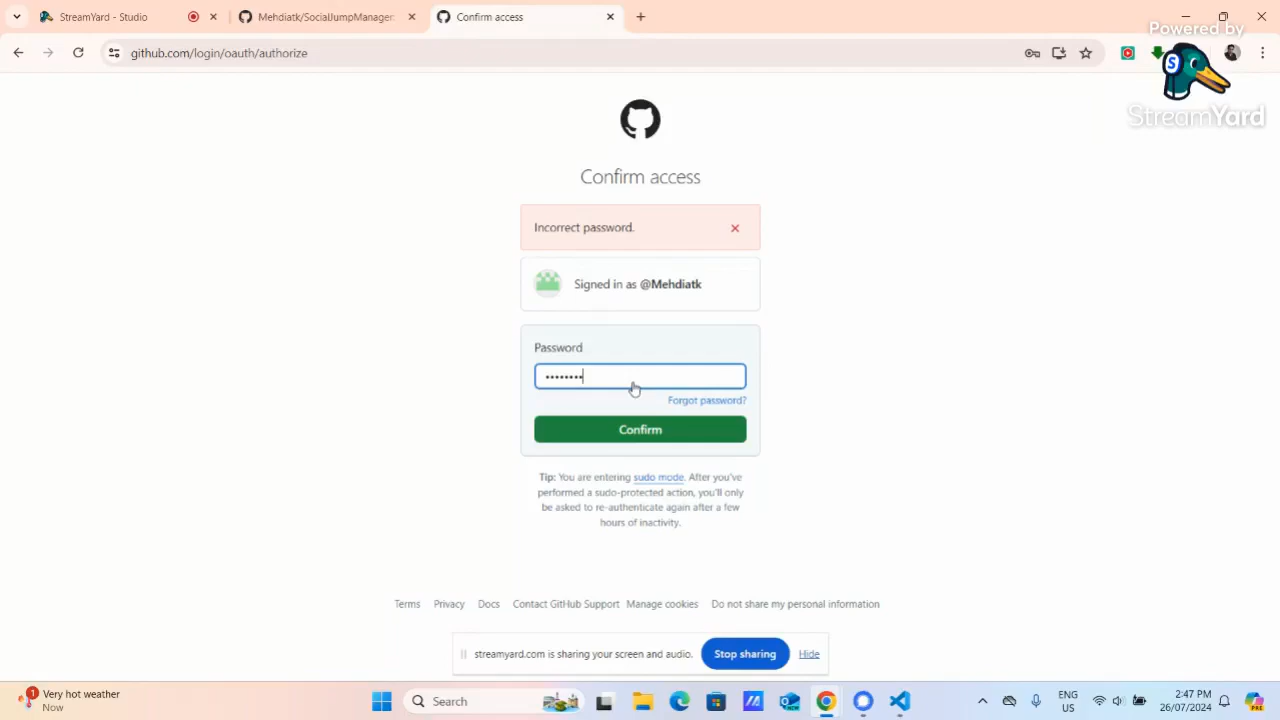 StreamYard - Studio
Mehdiatk/SocialJumpManager
Confirm access
Powered by
github.com/login/oauth/authorize
StreamYard
Confirm access
Incorrect password.
Signed in as @Mehdiatk
Password
••••••••
Forgot password?
Confirm
Tip: You are entering sudo mode. After you've
performed a sudo-protected action, you'll only
be asked to re-authenticate again after a few
hours of inactivity.
Terms Privacy Docs Contact GitHub Support Manage cookies Do not share my personal information
streamyard.com is sharing your screen and audio. Stop sharing Hide
1 Very hot weather
Now
Search
ENG
US
2:47 PM
26/07/2024